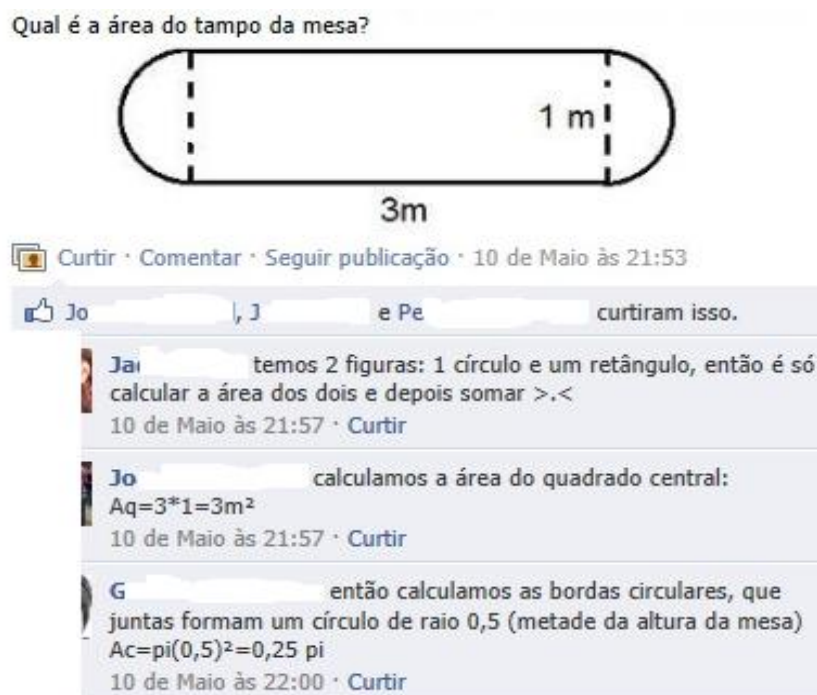 Qual é a área do tampo da mesa?
1 m
3m
Curtir · Comentar · Seguir publicação · 10 de Maio às 21:53
Jo , J e Pe curtiram isso.
Ja temos 2 figuras: 1 círculo e um retângulo, então é só
calcular a área dos dois e depois somar >.<
10 de Maio às 21:57 · Curtir
Jo calculamos a área do quadrado central:
Aq=3*1=3m²
10 de Maio às 21:57 · Curtir
G então calculamos as bordas circulares, que
juntas formam um círculo de raio 0,5 (metade da altura da mesa)
Ac=pi(0,5)²=0,25 pi
10 de Maio às 22:00 · Curtir